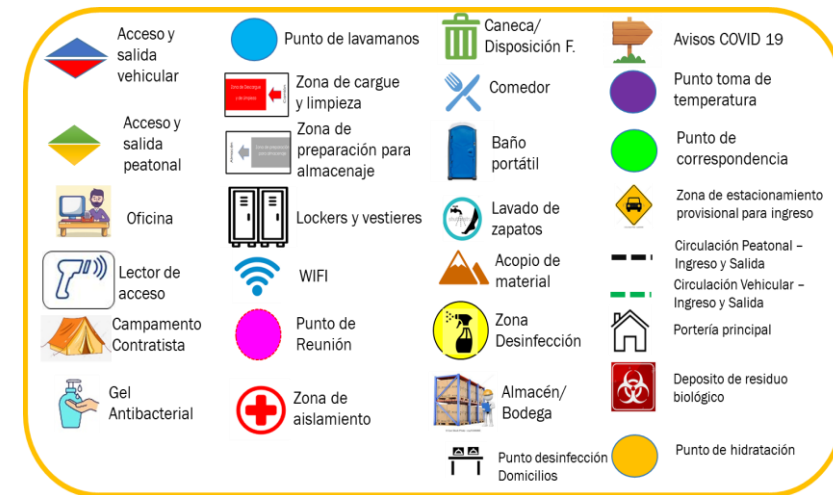 Acceso y
salida
vehicular
Acceso y
salida
peatonal
Oficina
Lector de
acceso
Campamento
Contratista
Gel
Antibacterial
Punto de lavamanos
Zona de cargue
y limpieza
Zona de
preparación para
almacenaje
Lockers y vestieres
WIFI
Punto de
Reunión
Zona de
aislamiento
Caneca/
Disposición F.
Comedor
Baño
portátil
Lavado de
zapatos
Acopio de
material
Zona
Desinfección
Almacén/
Bodega
Punto desinfección
Domicilios
Avisos COVID 19
Punto toma de
temperatura
Punto de
correspondencia
Zona de estacionamiento
provisional para ingreso
Circulación Peatonal –
Ingreso y Salida
Circulación Vehicular –
Ingreso y Salida
Portería principal
Deposito de residuo
biológico
Punto de hidratación